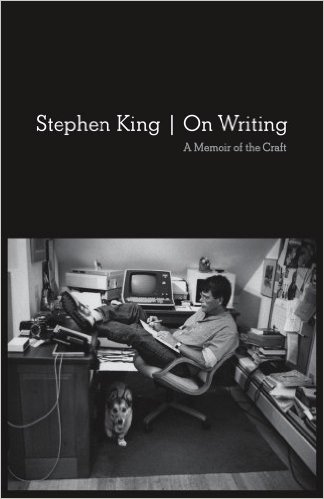 Stephen King | On Writing
A Memoir of the Craft